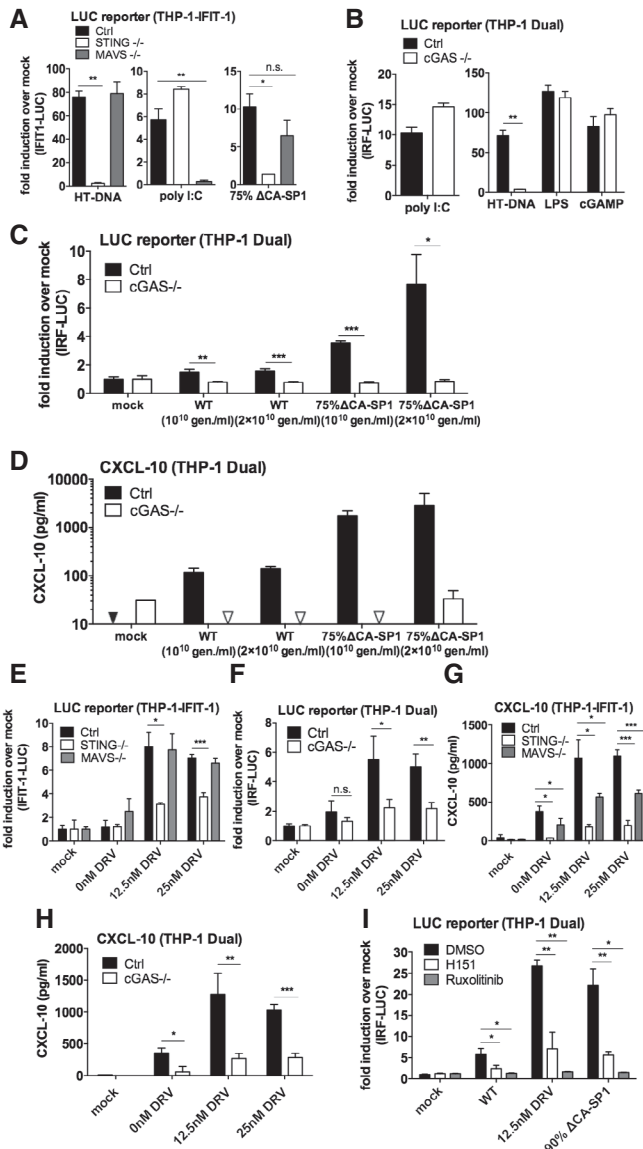 A
LUC reporter (THP-1-IFIT-1)
Ctrl
STING -/-
MAVS -/-
fold induction over mock
(IFIT1-LUC)
100
80
60
40
20
0
**
HT-DNA
10
8
6
4
2
0
**
poly I:C
15
10
5
0
n.s.
*
75% ΔCA-SP1
B
LUC reporter (THP-1 Dual)
Ctrl
cGAS -/-
fold induction over mock
(IRF-LUC)
20
15
10
5
0
poly I:C
200
150
100
50
0
**
HT-DNA
LPS
cGAMP
C
LUC reporter (THP-1 Dual)
Ctrl
cGAS-/-
fold induction over mock
(IRF-LUC)
10
8
6
4
2
0
**
***
***
*
mock
WT
(10¹⁰ gen./ml)
WT
(2×10¹⁰ gen./ml)
75%ΔCA-SP1
(10¹⁰ gen./ml)
75%ΔCA-SP1
(2×10¹⁰ gen./ml)
D
CXCL-10 (THP-1 Dual)
Ctrl
cGAS-/-
CXCL-10 (pg/ml)
10000
1000
100
10
mock
WT
(10¹⁰ gen./ml)
WT
(2×10¹⁰ gen./ml)
75%ΔCA-SP1
(10¹⁰ gen./ml)
75%ΔCA-SP1
(2×10¹⁰ gen./ml)
E
LUC reporter (THP-1-IFIT-1)
Ctrl
STING-/-
MAVS-/-
fold induction over mock
(IFIT-1-LUC)
10
8
6
4
2
0
*
***
mock
0nM DRV
12.5nM DRV
25nM DRV
F
LUC reporter (THP-1 Dual)
Ctrl
cGAS-/-
fold induction over mock
(IRF-LUC)
8
6
4
2
0
n.s.
*
**
mock
0nM DRV
12.5nM DRV
25nM DRV
G
CXCL-10 (THP-1-IFIT-1)
Ctrl
STING-/-
MAVS-/-
CXCL-10 (pg/ml)
1500
1000
500
0
*
*
*
*
***
***
mock
0nM DRV
12.5nM DRV
25nM DRV
H
CXCL-10 (THP-1 Dual)
Ctrl
cGAS-/-
CXCL-10 (pg/ml)
2000
1500
1000
500
0
*
**
***
mock
0nM DRV
12.5nM DRV
25nM DRV
I
LUC reporter (THP-1 Dual)
DMSO
H151
Ruxolitinib
fold induction over mock
(IRF-LUC)
30
25
20
15
10
5
0
*
*
**
**
*
**
mock
WT
12.5nM DRV
90% ΔCA-SP1